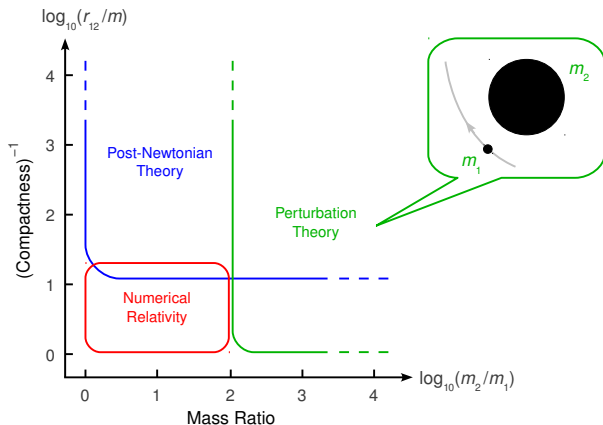 log₁₀(r₁₂/m)
4
3
2
1
0
(Compactness)⁻¹
Post-Newtonian
Theory
Perturbation
Theory
Numerical
Relativity
m₂
m₁
0 1 2 3 4
log₁₀(m₂/m₁)
Mass Ratio